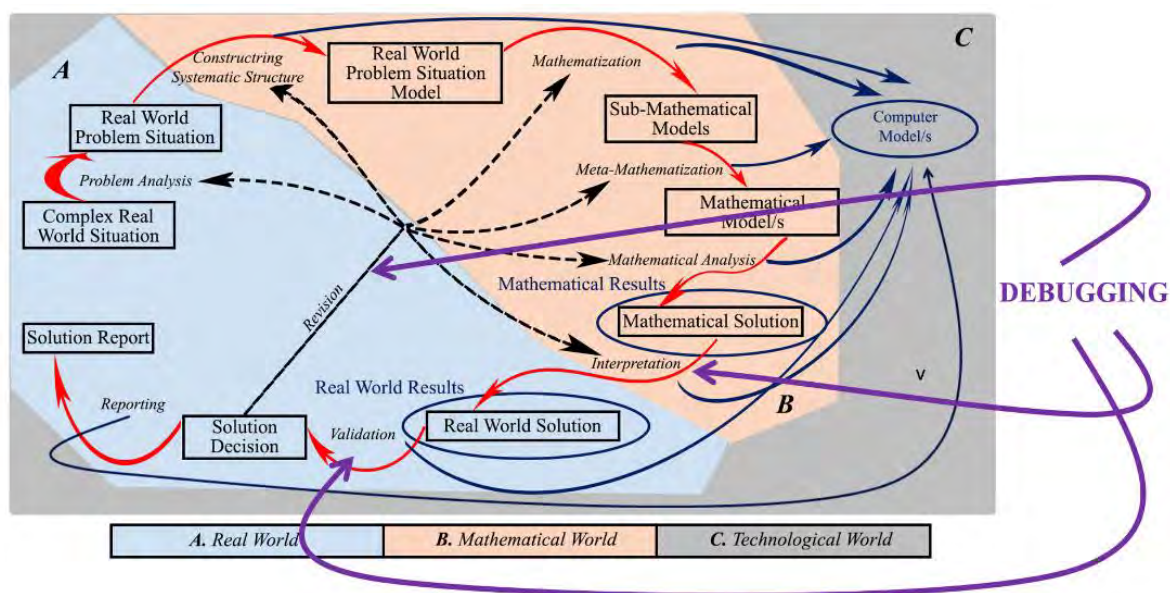 A
C
Constructring
Systematic Structure
Real World
Problem Situation
Model
Mathematization
Real World
Problem Situation
Sub-Mathematical
Models
Computer
Model/s
Problem Analysis
Meta-Mathematization
Complex Real
World Situation
Mathematical
Model/s
Mathematical Analysis
Mathematical Results
DEBUGGING
Revision
Mathematical Solution
Solution Report
Interpretation
v
Real World Results
B
Reporting
Solution
Decision
Validation
Real World Solution
A. Real World
B. Mathematical World
C. Technological World